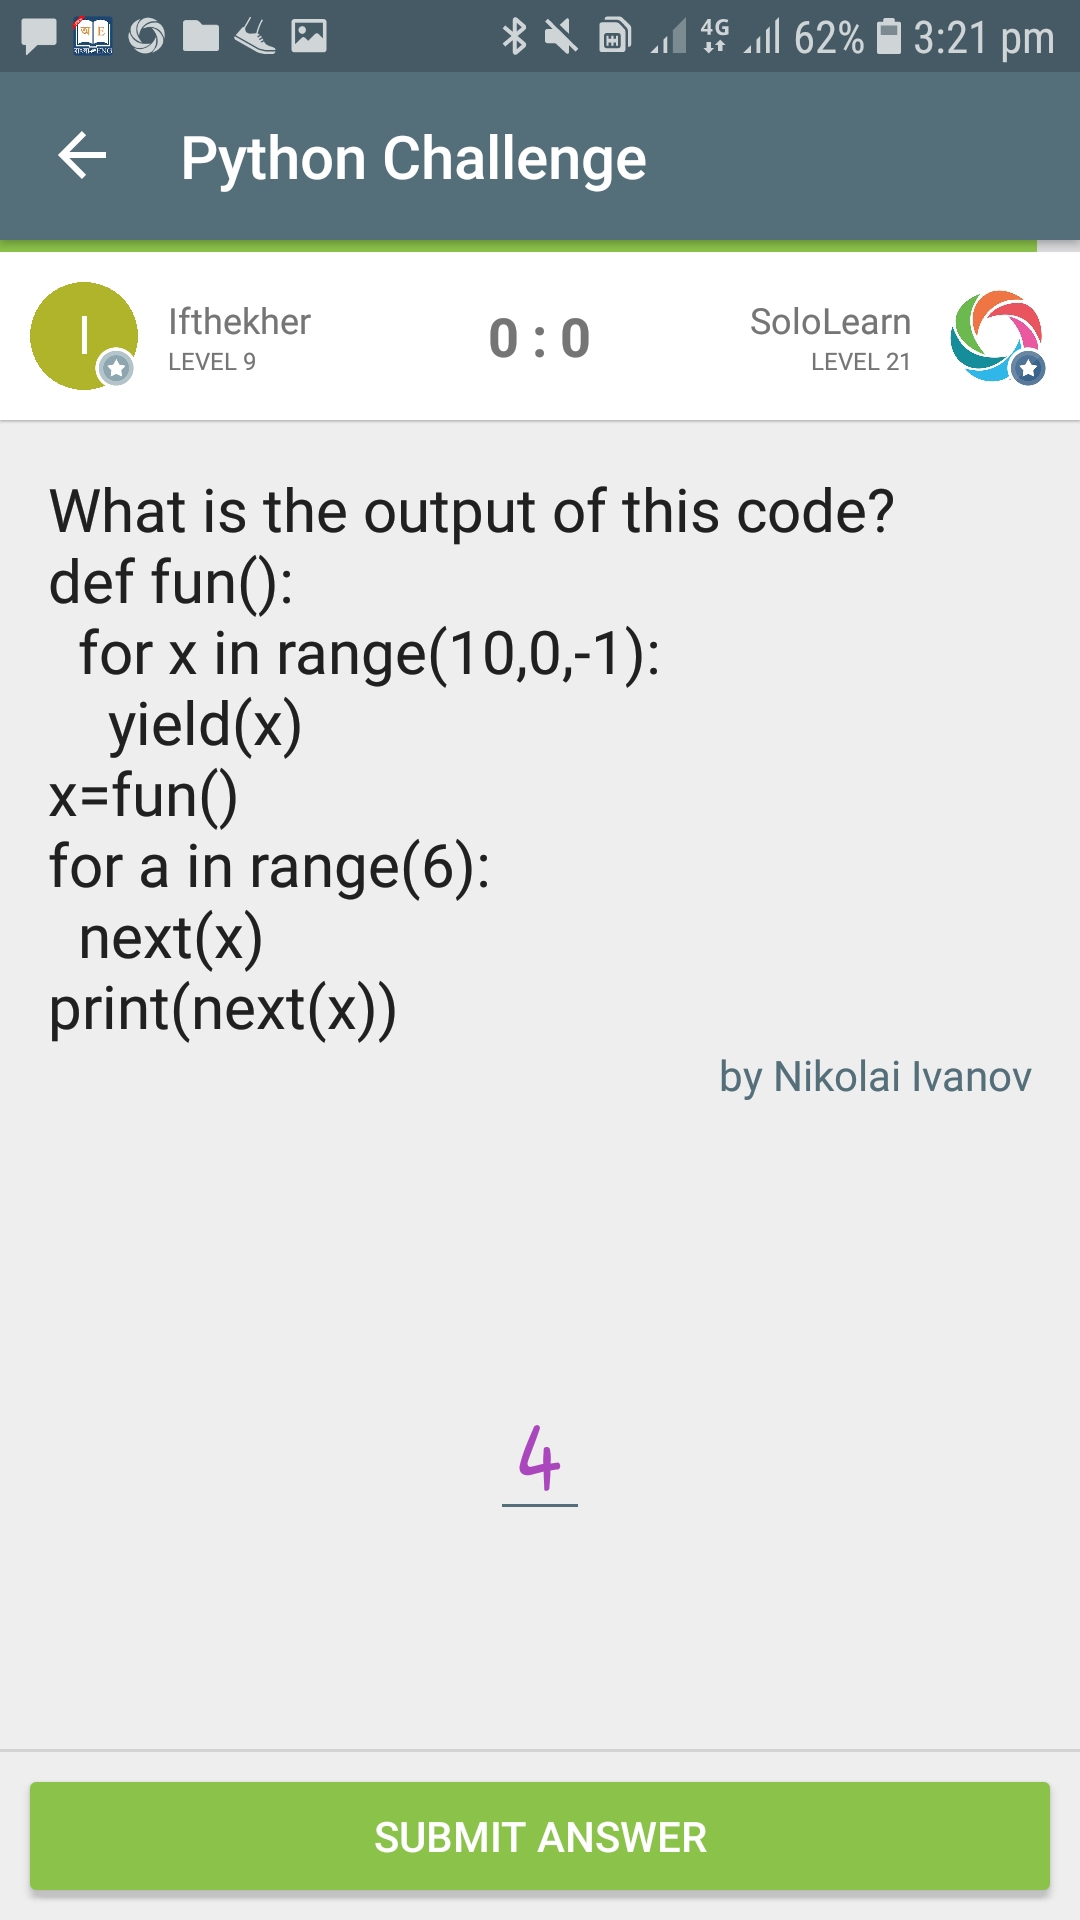 62% 3:21 pm
4G
Python Challenge
I
Ifthekher
LEVEL 9
0 : 0
SoloLearn
LEVEL 21
What is the output of this code?
def fun():
  for x in range(10,0,-1):
    yield(x)
x=fun()
for a in range(6):
  next(x)
print(next(x))
by Nikolai Ivanov
4
SUBMIT ANSWER